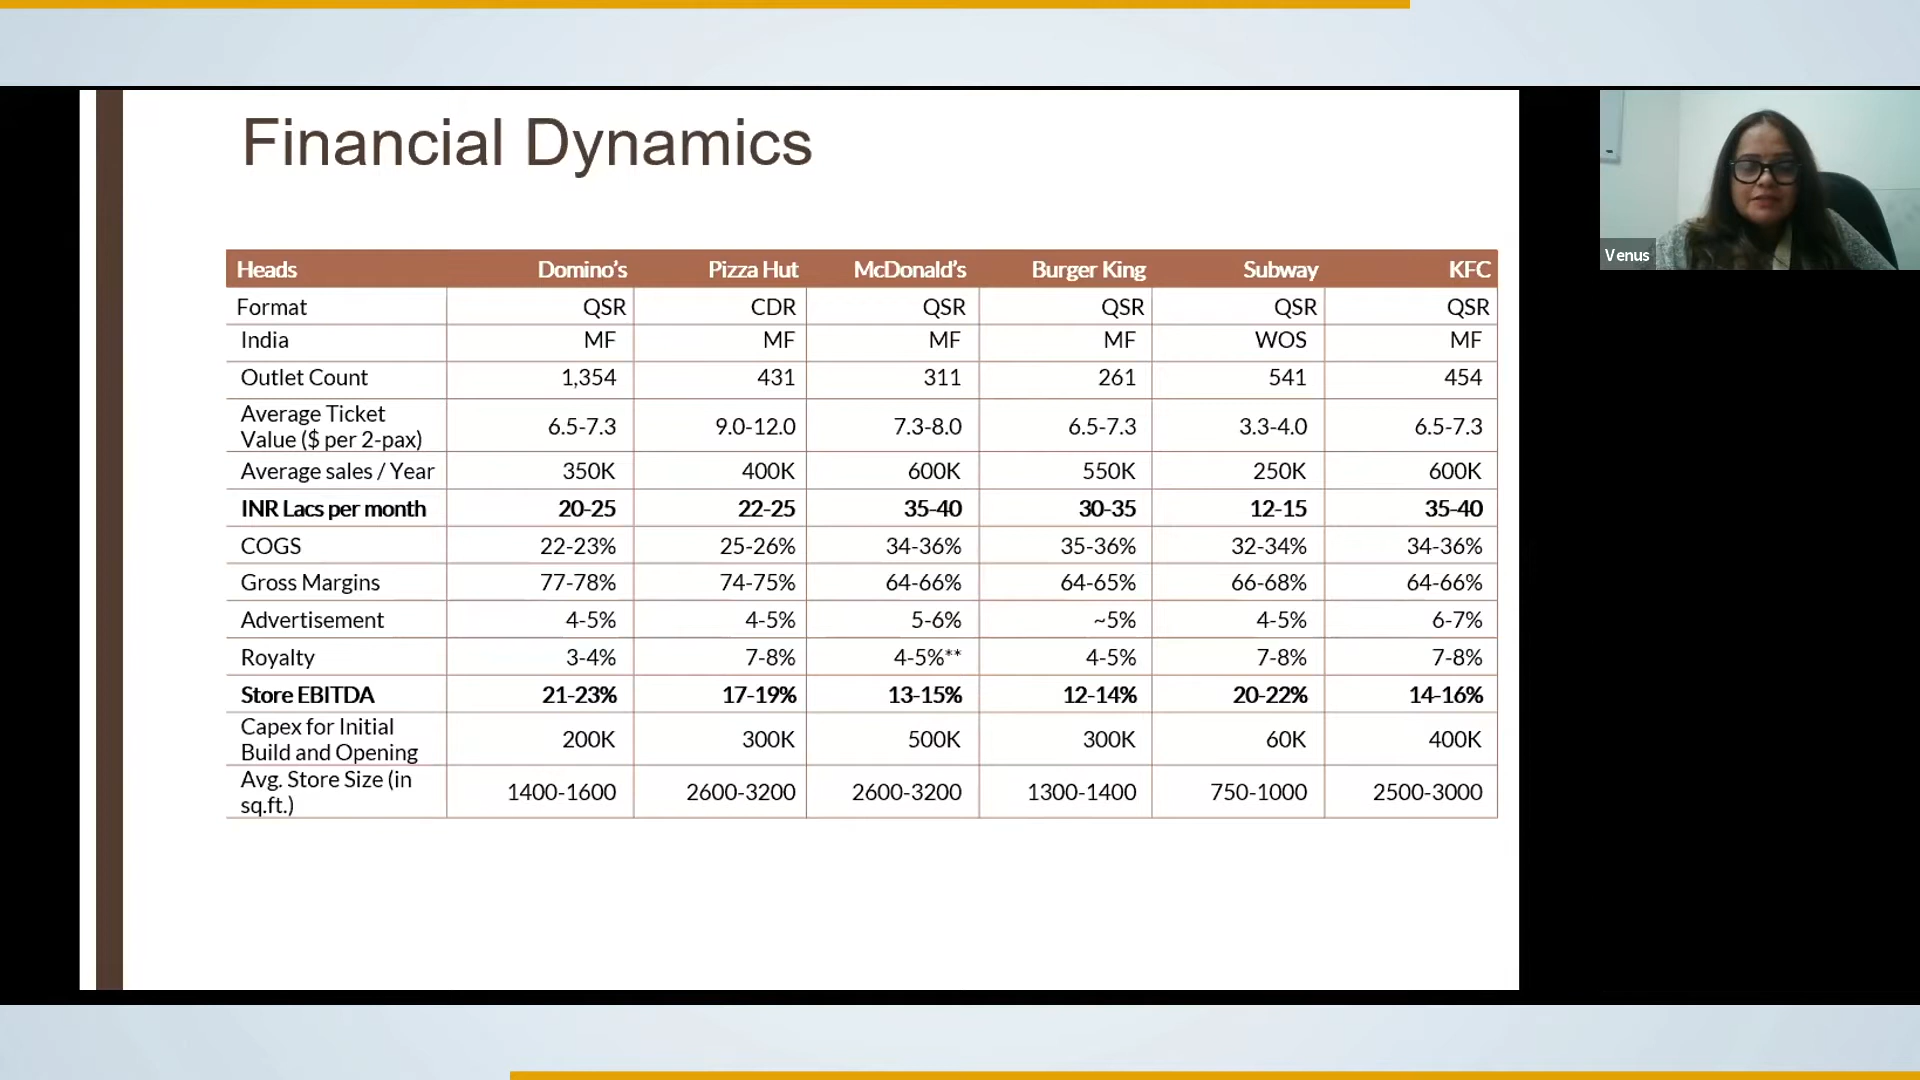 Financial Dynamics
Venus
Heads Domino's Pizza Hut McDonald's Burger King Subway KFC
Format QSR CDR QSR QSR QSR QSR
India MF MF MF MF WOS MF
Outlet Count 1,354 431 311 261 541 454
Average Ticket
Value ($ per 2-pax) 6.5-7.3 9.0-12.0 7.3-8.0 6.5-7.3 3.3-4.0 6.5-7.3
Average sales / Year 350K 400K 600K 550K 250K 600K
INR Lacs per month 20-25 22-25 35-40 30-35 12-15 35-40
COGS 22-23% 25-26% 34-36% 35-36% 32-34% 34-36%
Gross Margins 77-78% 74-75% 64-66% 64-65% 66-68% 64-66%
Advertisement 4-5% 4-5% 5-6% ~5% 4-5% 6-7%
Royalty 3-4% 7-8% 4-5%** 4-5% 7-8% 7-8%
Store EBITDA 21-23% 17-19% 13-15% 12-14% 20-22% 14-16%
Capex for Initial
Build and Opening 200K 300K 500K 300K 60K 400K
Avg. Store Size (in
sq.ft.) 1400-1600 2600-3200 2600-3200 1300-1400 750-1000 2500-3000